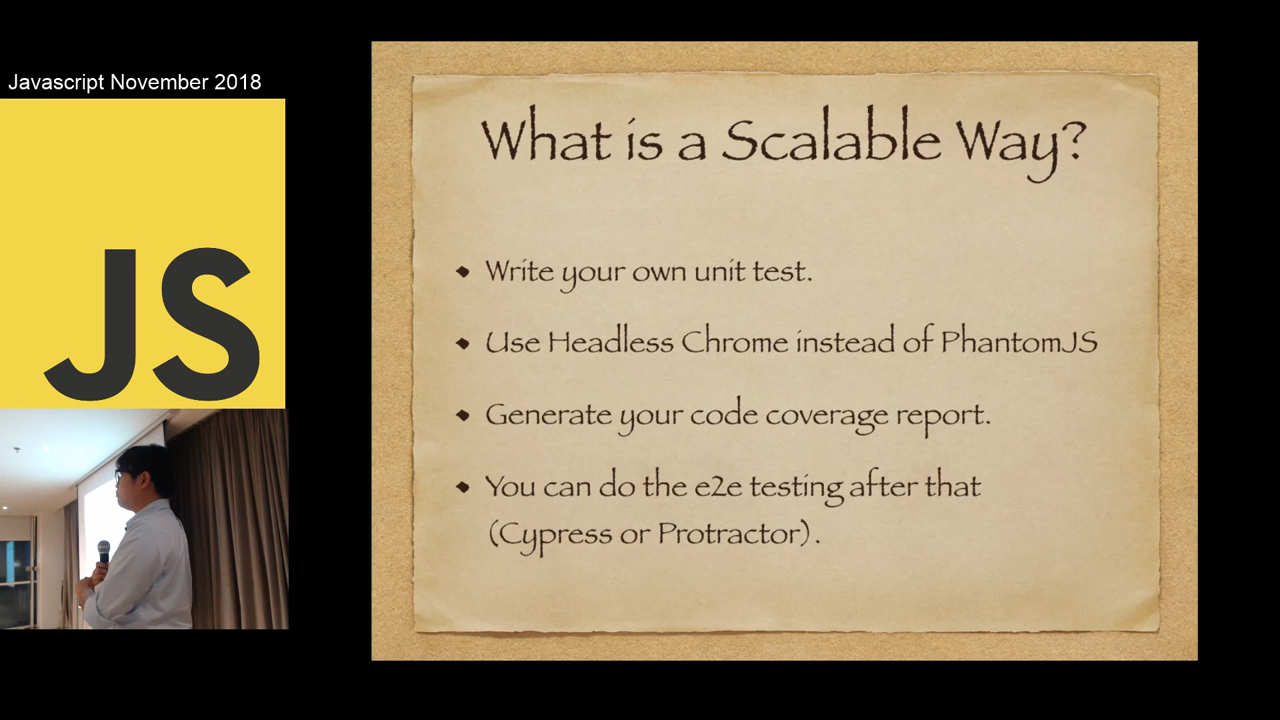 Javascript November 2018
JS
What is a Scalable Way?
• Write your own unit test.
• Use Headless Chrome instead of PhantomJS
• Generate your code coverage report.
• You can do the e2e testing after that
(Cypress or Protractor).